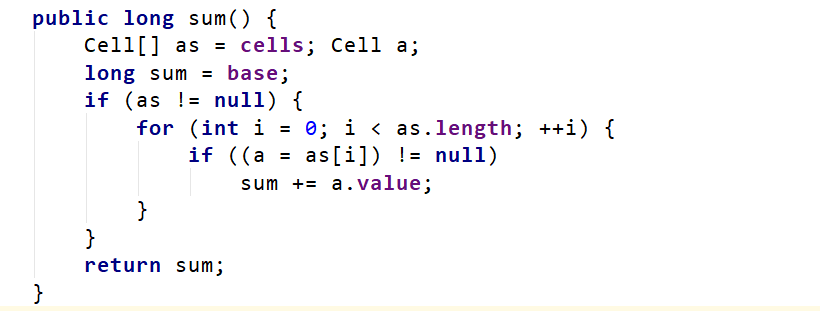 public long sum() {
    Cell[] as = cells; Cell a;
    long sum = base;
    if (as != null) {
        for (int i = 0; i < as.length; ++i) {
            if ((a = as[i]) != null)
                sum += a.value;
        }
    }
    return sum;
}